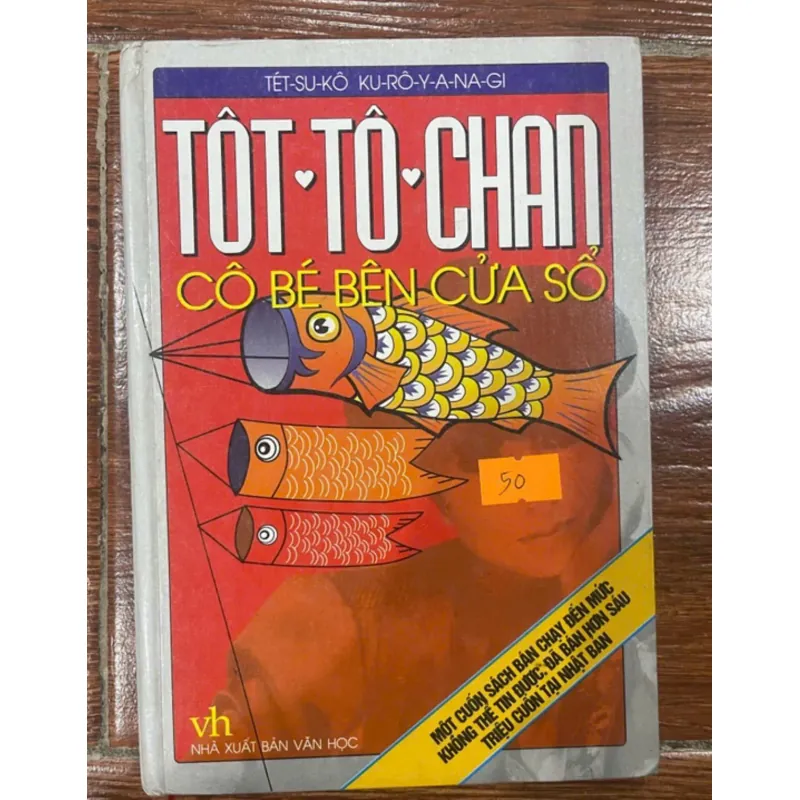 TÉT-SU-KÔ KU-RÔ-Y-A-NA-GI
TÔT TÔ CHAN
CÔ BÉ BÊN CỬA SỔ
50
MỘT CUỐN SÁCH BÁN CHẠY ĐẾN MỨC
KHÔNG THỂ TIN ĐƯỢC, ĐÃ BÁN HƠN SÁU
TRIỆU CUỐN TẠI NHẬT BẢN
vh
NHÀ XUẤT BẢN VĂN HỌC